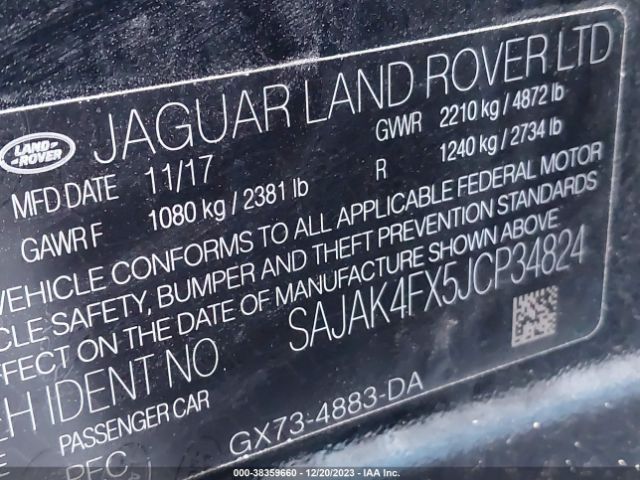 LAND ROVER JAGUAR LAND ROVER LTD
MFD DATE 11/17 GWR 2210 kg / 4872 lb
GAWR F 1080 kg / 2381 lb R 1240 kg / 2734 lb
VEHICLE CONFORMS TO ALL APPLICABLE FEDERAL MOTOR
CLE SAFETY, BUMPER AND THEFT PREVENTION STANDARDS
FFECT ON THE DATE OF MANUFACTURE SHOWN ABOVE
H IDENT NO. SAJAK4FX5JCP34824
PASSENGER CAR
GX73-4883-DA
PEC
000-38359660 - 12/20/2023 - IAA Inc.